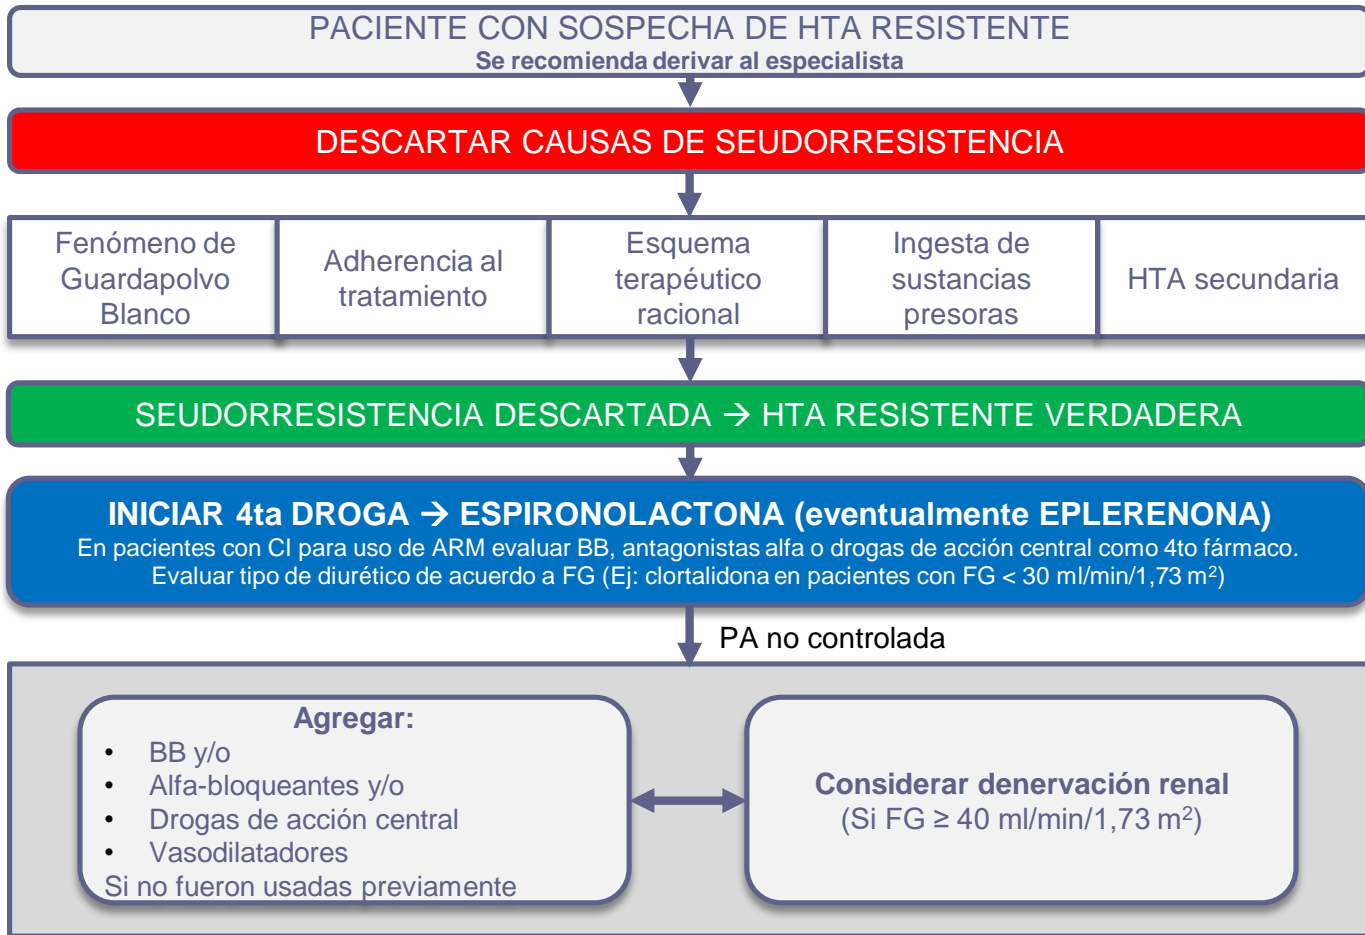 PACIENTE CON SOSPECHA DE HTA RESISTENTE
Se recomienda derivar al especialista
DESCARTAR CAUSAS DE SEUDORRESISTENCIA
Fenómeno de
Guardapolvo
Blanco
Adherencia al
tratamiento
Esquema
terapéutico
racional
Ingesta de
sustancias
presoras
HTA secundaria
SEUDORRESISTENCIA DESCARTADA → HTA RESISTENTE VERDADERA
INICIAR 4ta DROGA → ESPIRONOLACTONA (eventualmente EPLERENONA)
En pacientes con CI para uso de ARM evaluar BB, antagonistas alfa o drogas de acción central como 4to fármaco.
Evaluar tipo de diurético de acuerdo a FG (Ej: clortalidona en pacientes con FG < 30 ml/min/1,73 m²)
PA no controlada
Agregar:
• BB y/o
• Alfa-bloqueantes y/o
• Drogas de acción central
• Vasodilatadores
Si no fueron usadas previamente
Considerar denervación renal
(Si FG ≥ 40 ml/min/1,73 m²)